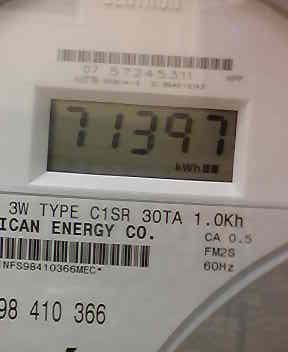 07 57245311
71397
kWh
3W TYPE C1SR 30TA 1.0Kh
ICAN ENERGY CO.
CA 0.5
FM2S
60Hz
*NFS98410366MEC*
98 410 366